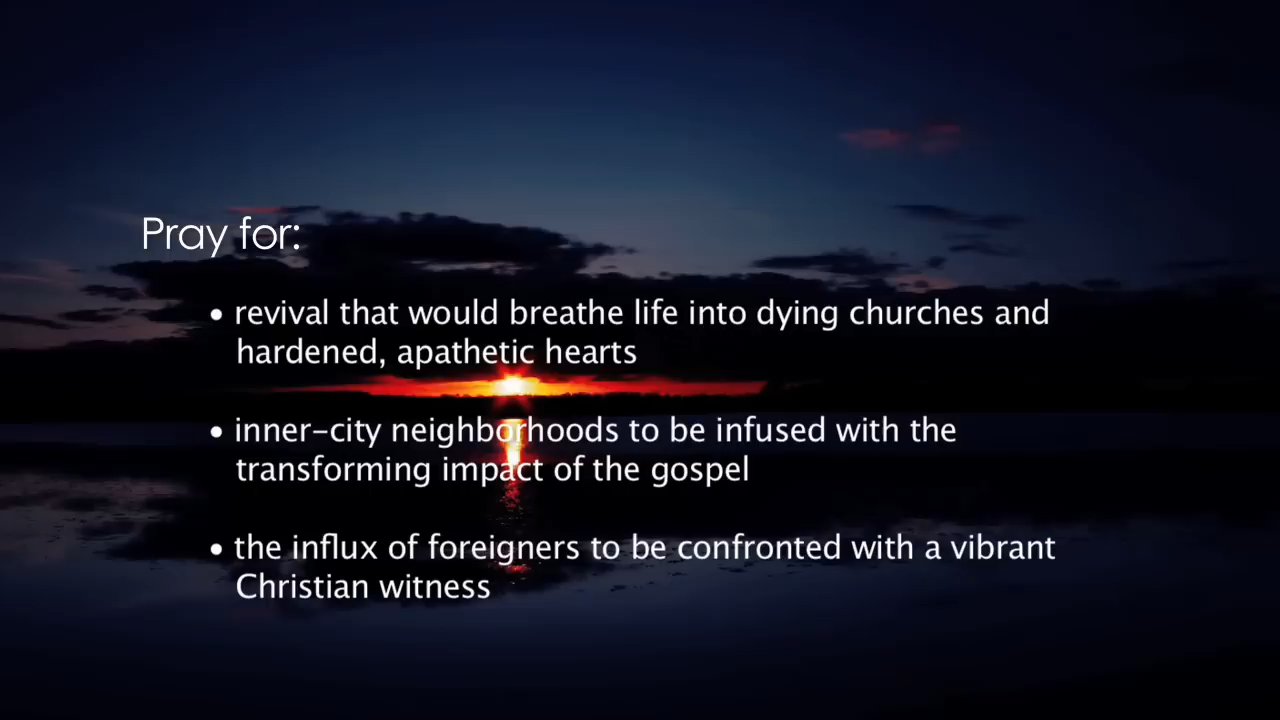 Pray for:
• revival that would breathe life into dying churches and
hardened, apathetic hearts
• inner-city neighborhoods to be infused with the
transforming impact of the gospel
• the influx of foreigners to be confronted with a vibrant
Christian witness